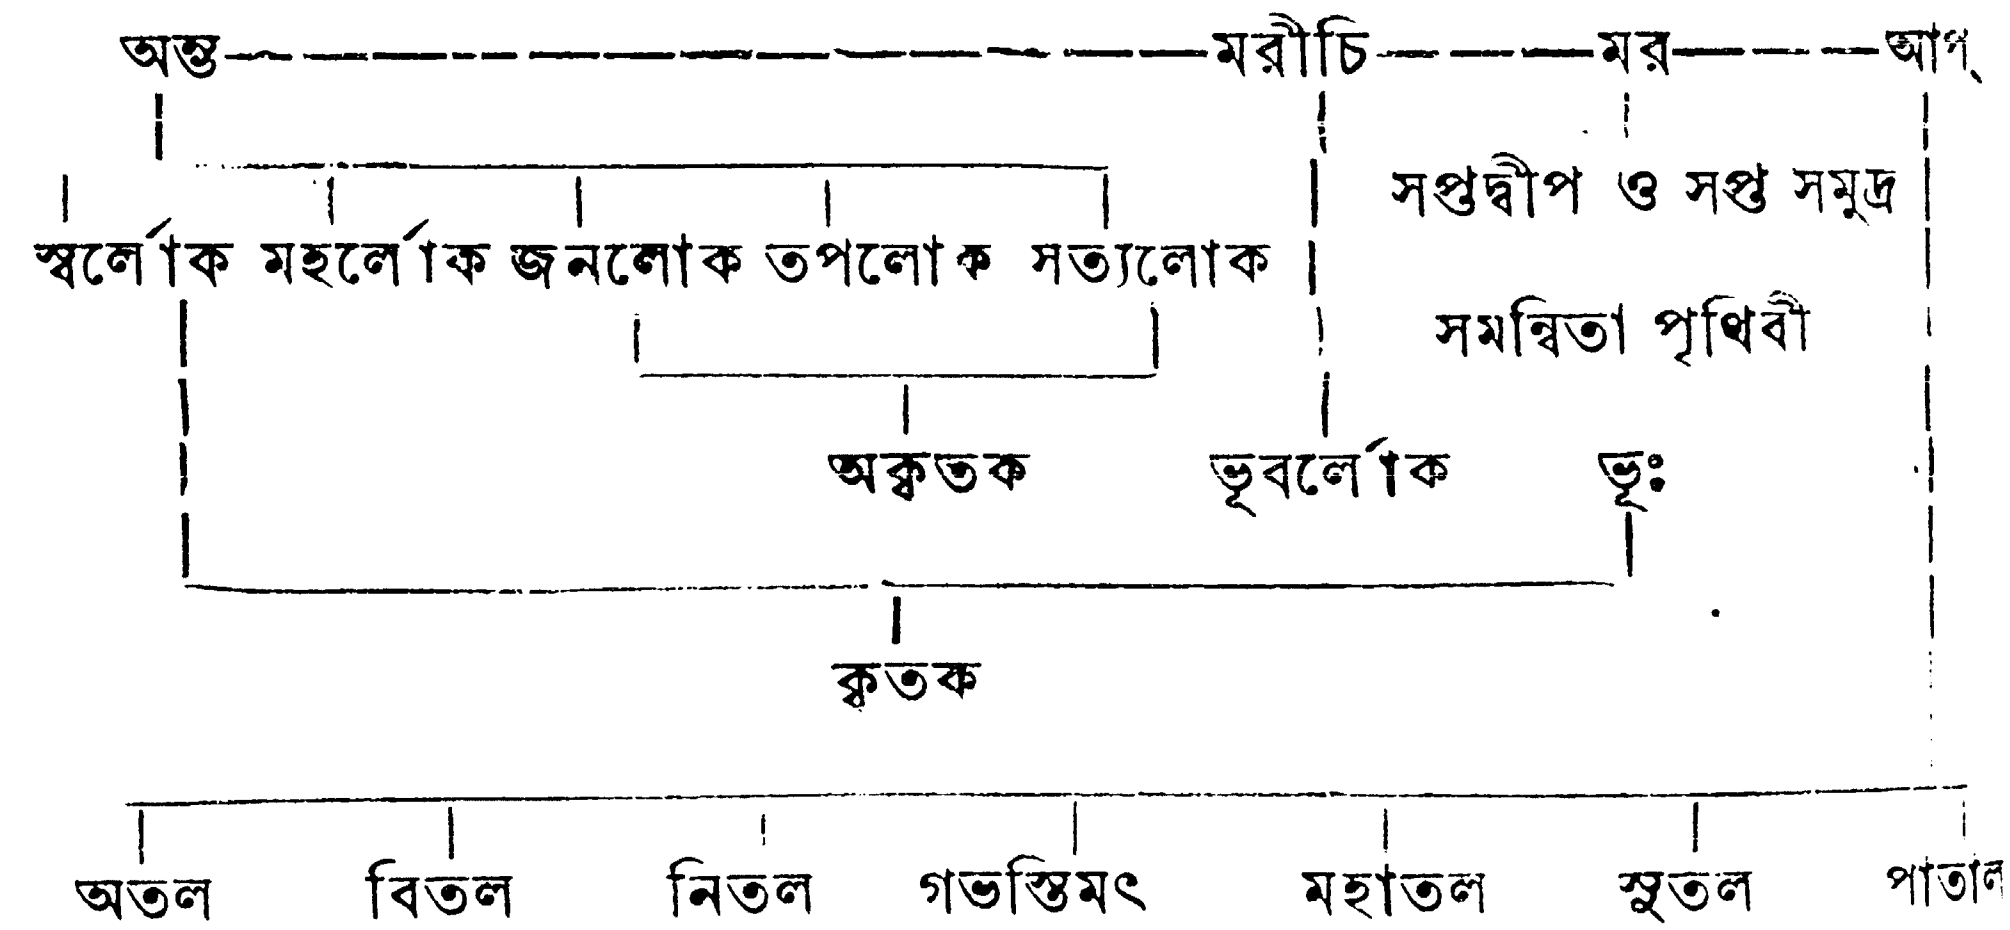 অম্ভ মরীচি মর আপ্
সপ্তদ্বীপ ও সপ্ত সমুদ্র
স্বর্লোক মহর্লোক জনলোক তপলোক সত্যলোক
সমন্বিতা পৃথিবী
অকৃতক ভূবর্লোক ভূঃ
কৃতক
অতল বিতল নিতল গভস্তিমৎ মহাতল সুতল পাতাল